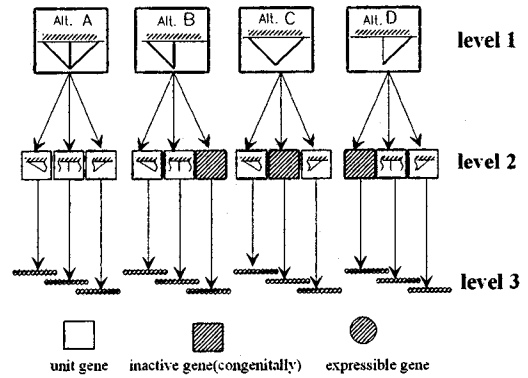 Alt. A
Alt. B
Alt. C
Alt. D
level 1
level 2
level 3
unit gene
inactive gene(congenitally)
expressible gene